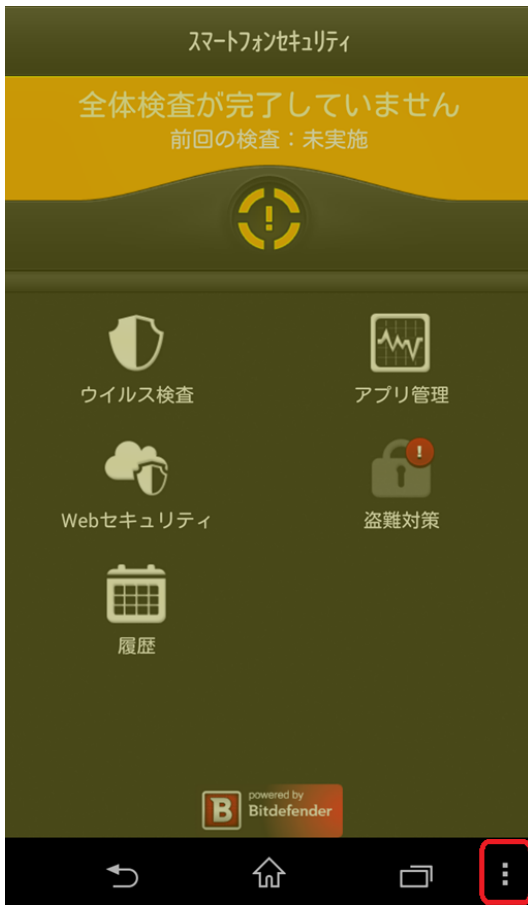 スマートフォンセキュリティ
全体検査が完了していません
前回の検査：未実施
ウイルス検査
アプリ管理
Webセキュリティ
盗難対策
履歴
B
powered by
Bitdefender